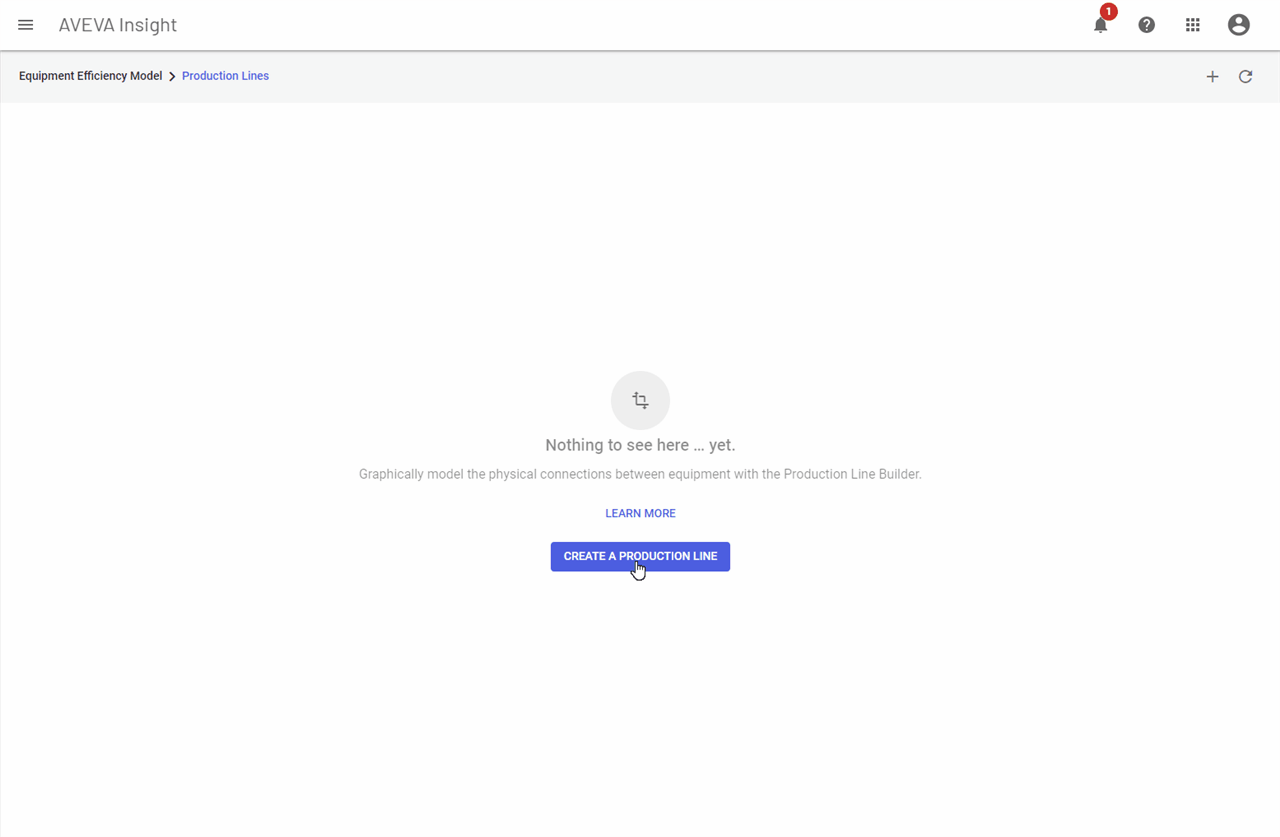 AVEVA Insight
1
Equipment Efficiency Model > Production Lines
Nothing to see here ... yet.
Graphically model the physical connections between equipment with the Production Line Builder.
LEARN MORE
CREATE A PRODUCTION LINE